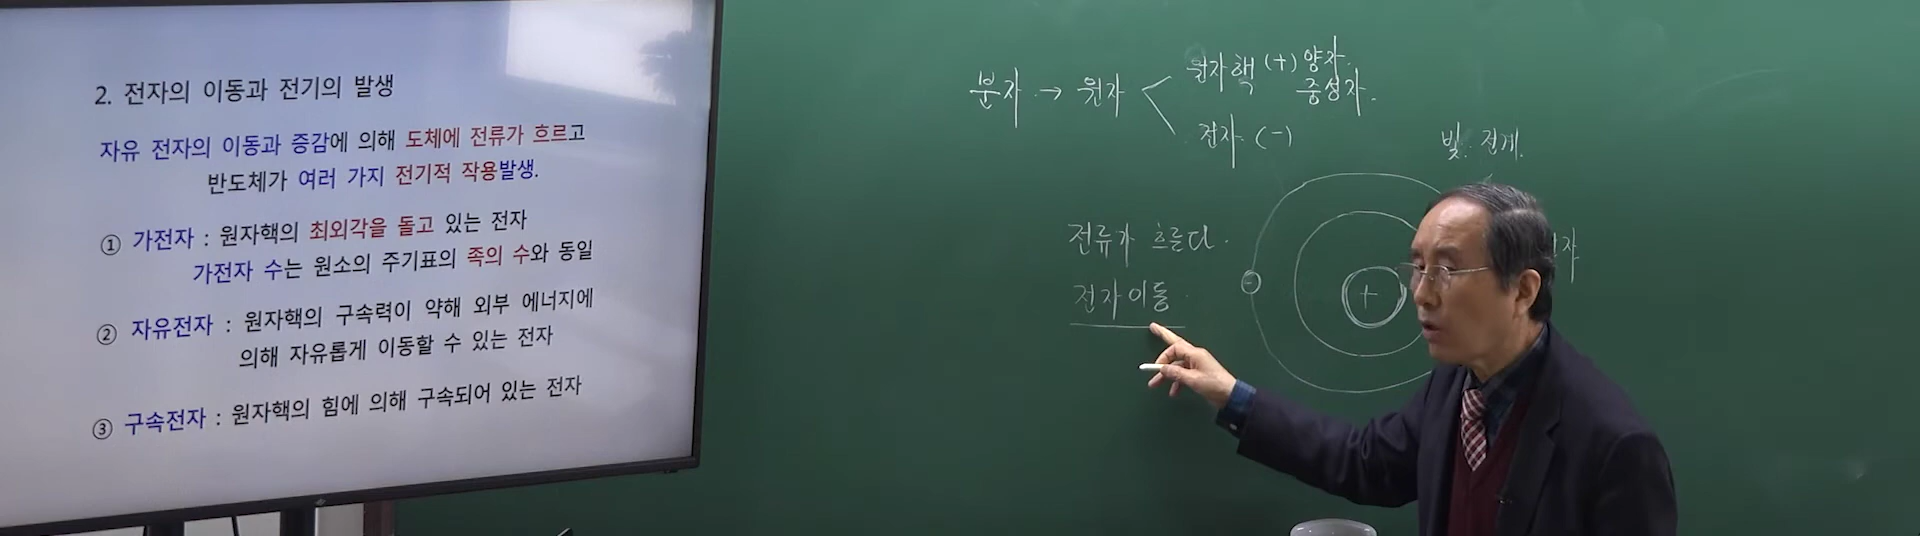 2. 전자의 이동과 전기의 발생
자유 전자의 이동과 증감에 의해 도체에 전류가 흐르고
반도체가 여러 가지 전기적 작용발생.
① 가전자 : 원자핵의 최외각을 돌고 있는 전자
가전자 수는 원소의 주기표의 족의 수와 동일
② 자유전자 : 원자핵의 구속력이 약해 외부 에너지에
의해 자유롭게 이동할 수 있는 전자
③ 구속전자 : 원자핵의 힘에 의해 구속되어 있는 전자
분자 → 원자
원자핵 (+) 양자.
중성자.
전자. (-)
빛. 전계.
전류가 흐른다.
전자이동.
-
+
자